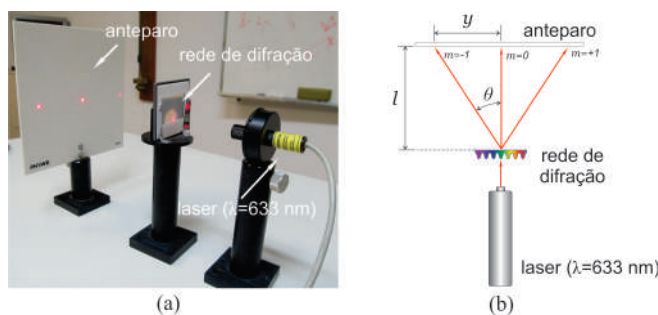 anteparo
rede de
difração
laser (λ=633 nm)
(a)
y
anteparo
m=-1
m=0
m=+1
l
θ
rede de
difração
laser (λ=633 nm)
(b)